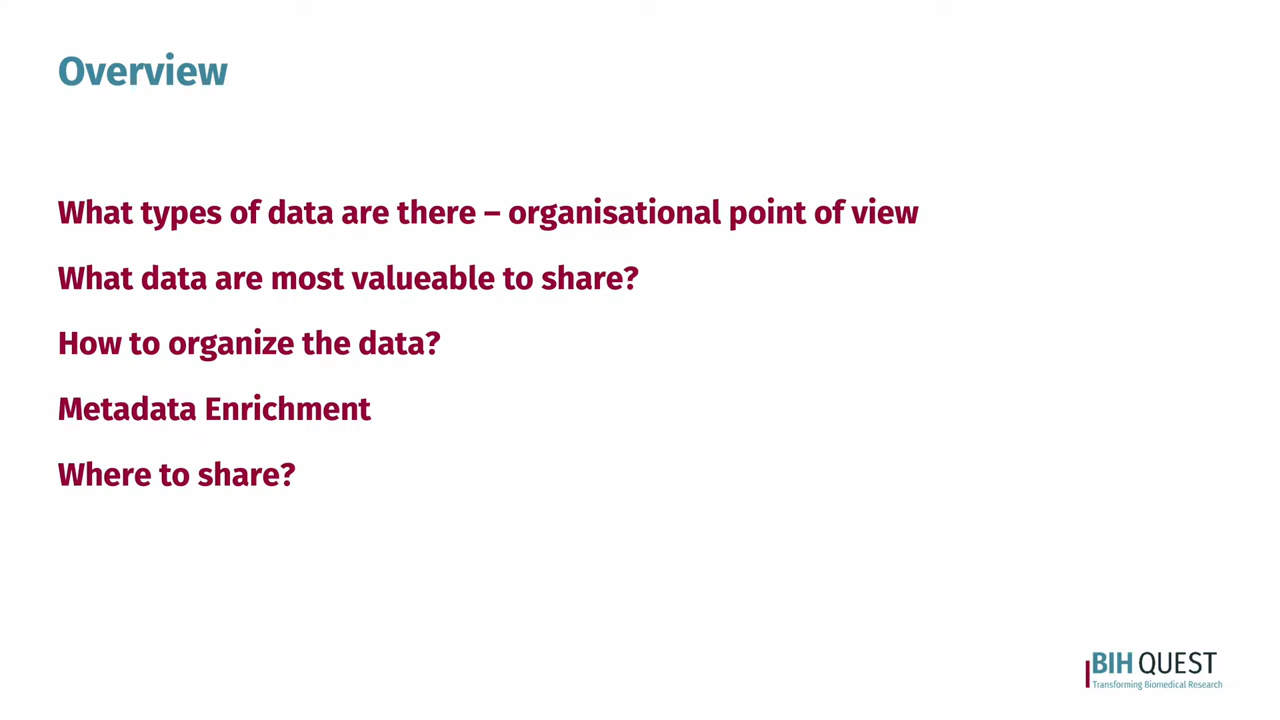 Overview
What types of data are there – organisational point of view
What data are most valueable to share?
How to organize the data?
Metadata Enrichment
Where to share?
BIH QUEST
Transforming Biomedical Research